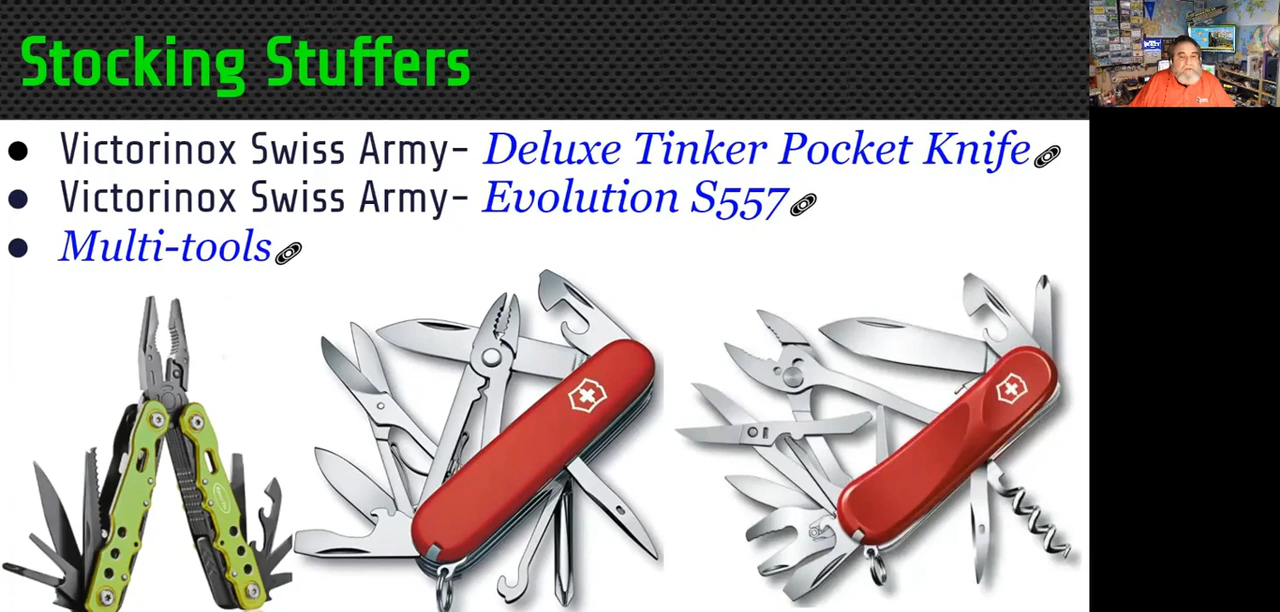 Stocking Stuffers
Victorinox Swiss Army- Deluxe Tinker Pocket Knife
Victorinox Swiss Army- Evolution S557
Multi-tools